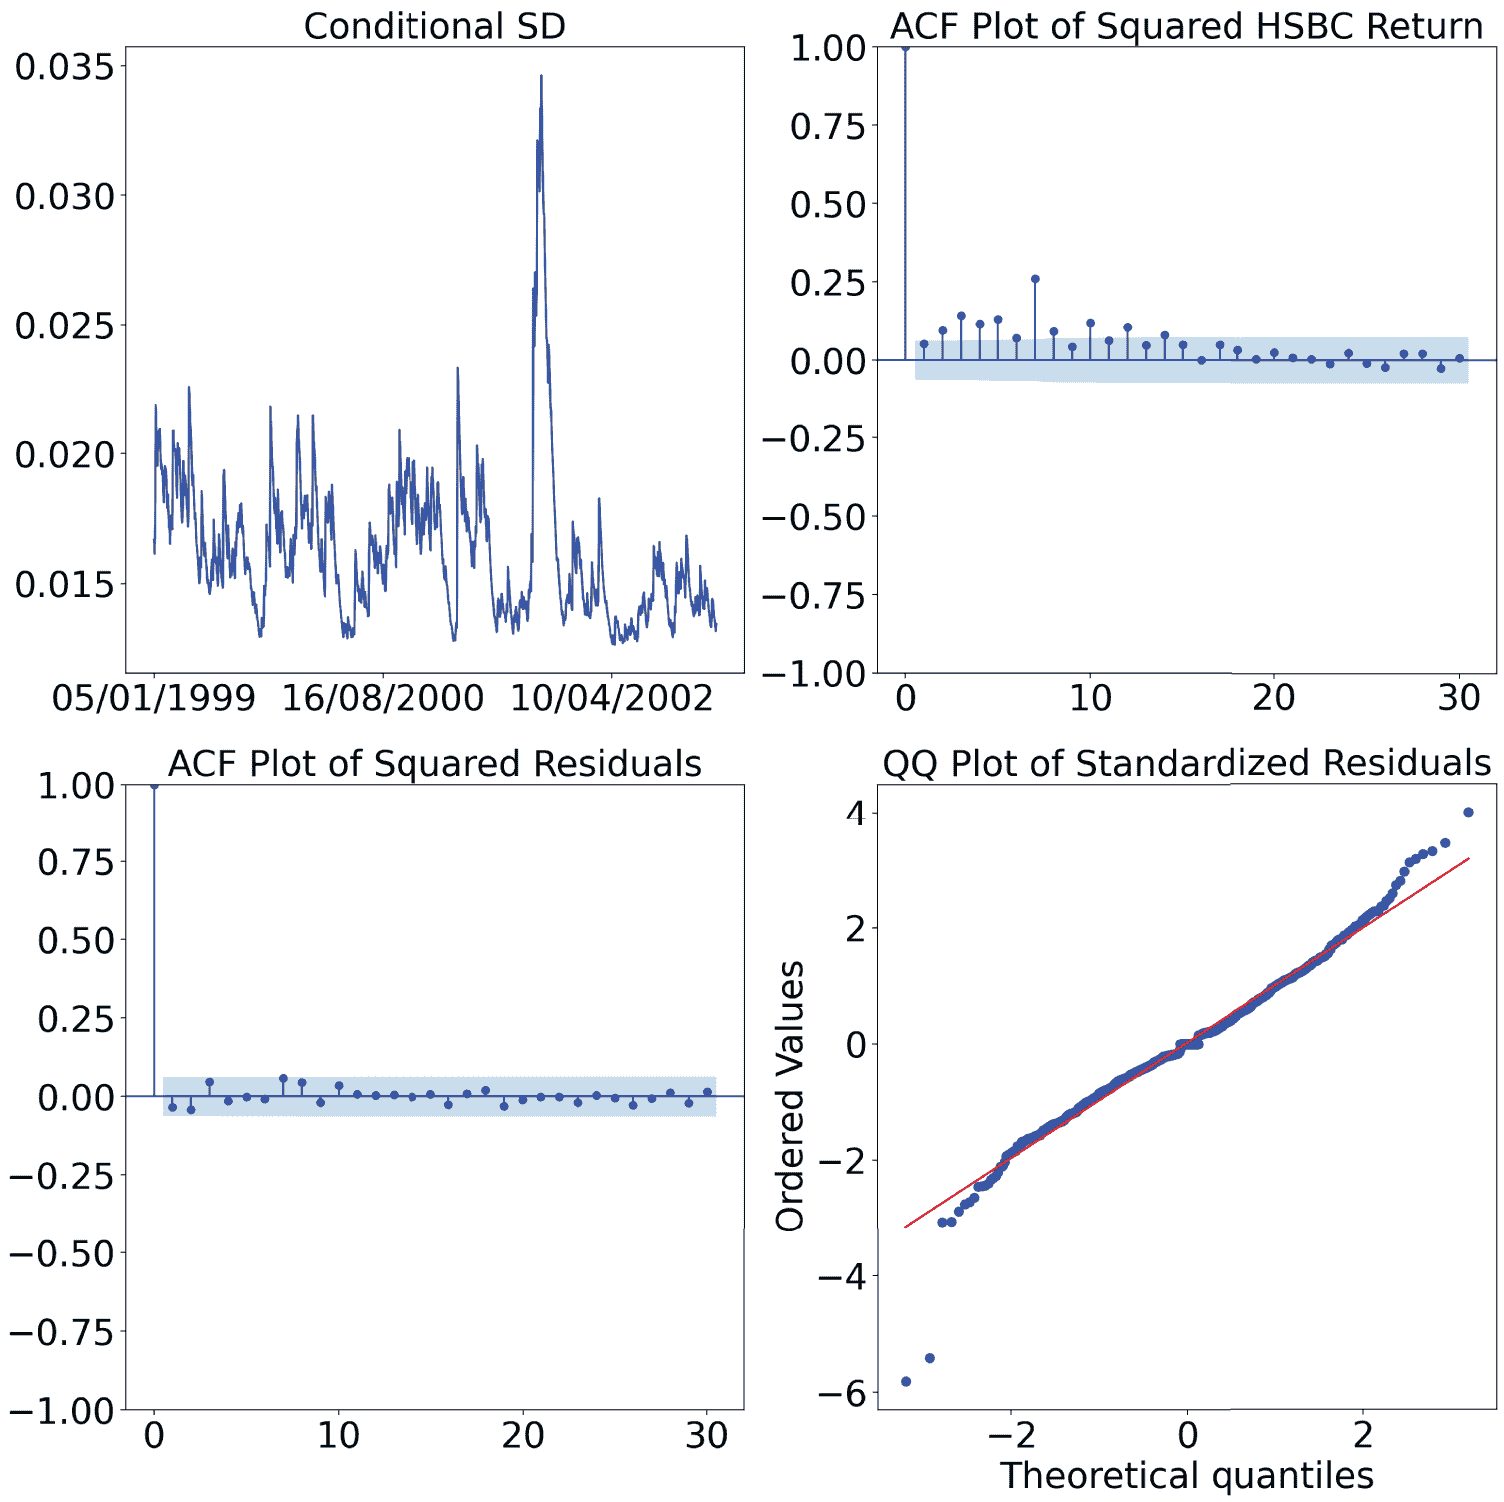 Conditional SD
0.035
0.030
0.025
0.020
0.015
05/01/1999 16/08/2000 10/04/2002
ACF Plot of Squared HSBC Return
1.00
0.75
0.50
0.25
0.00
−0.25
−0.50
−0.75
−1.00
0 10 20 30
ACF Plot of Squared Residuals
1.00
0.75
0.50
0.25
0.00
−0.25
−0.50
−0.75
−1.00
0 10 20 30
QQ Plot of Standardized Residuals
Ordered Values
4
2
0
−2
−4
−6
−2 0 2
Theoretical quantiles